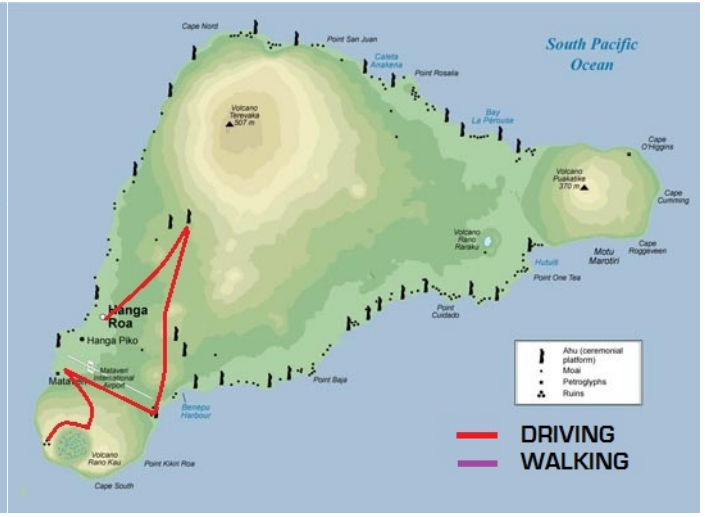 Cape Nord
Point San Juan
South Pacific
Ocean
Caleta
Anakena
Point Rosalia
Volcano
Terevaka
507 m
Bay
La Pérouse
Cape
O'Higgins
Volcano
Puakatike
370 m
Cape
Cumming
Volcano
Rano
Raraku
Cape
Roggeveen
Motu
Marotiri
Hutuiti
Point One Tea
Hanga
Roa
Point
Cuidado
Hanga Piko
Mataveri
International
Airport
Mataveri
Point Baja
Benepu
Harbour
Ahu (ceremonial
platform)
Moai
Petroglyphs
Ruins
DRIVING
WALKING
Volcano
Rano Kau
Point Kikiri Roa
Cape South